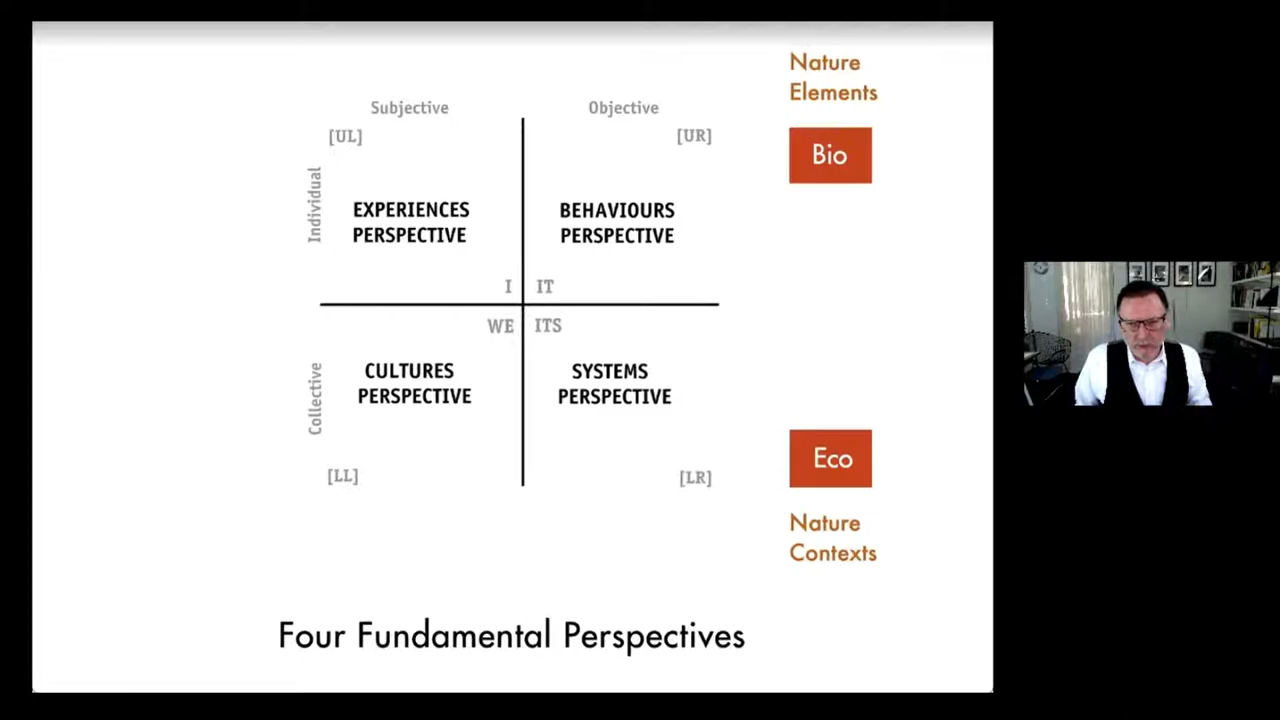 Nature
Elements
Subjective
Objective
[UL]
[UR]
Bio
Individual
EXPERIENCES
PERSPECTIVE
BEHAVIOURS
PERSPECTIVE
I
IT
WE
ITS
Collective
CULTURES
PERSPECTIVE
SYSTEMS
PERSPECTIVE
Eco
[LL]
[LR]
Nature
Contexts
Four Fundamental Perspectives